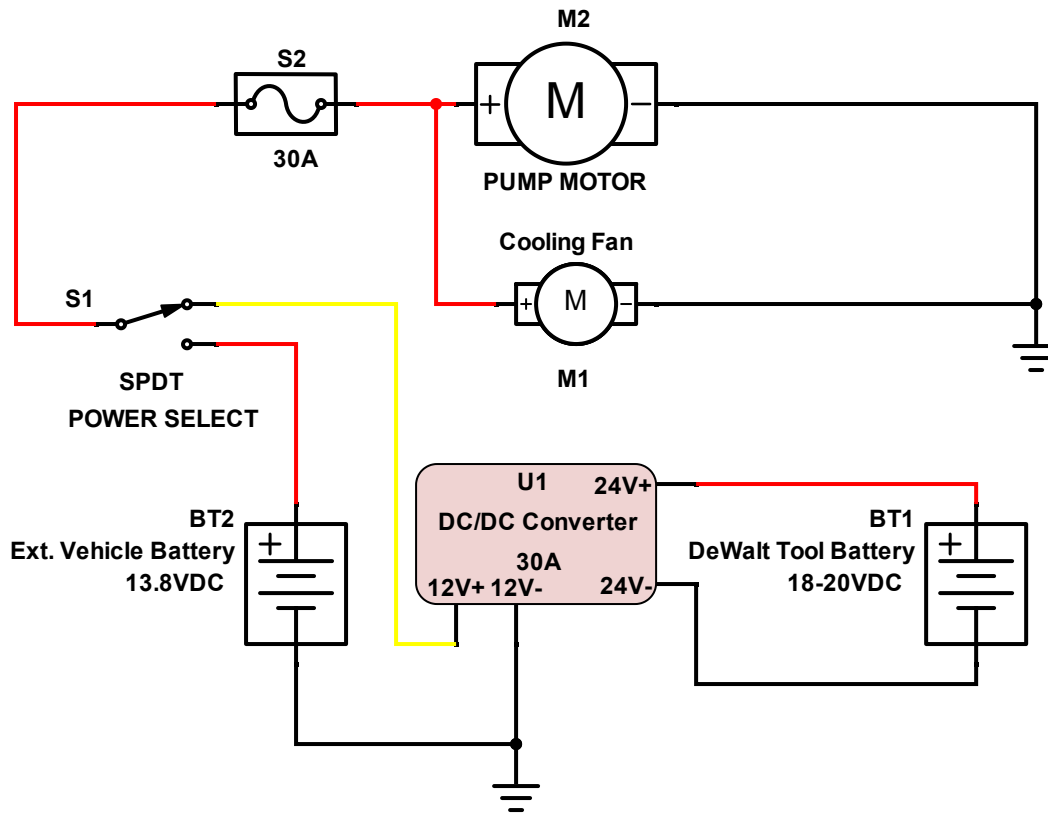 M2
S2
+
M
−
30A
PUMP MOTOR
Cooling Fan
S1
+
M
−
M1
SPDT
POWER SELECT
U1
24V+
BT2
DC/DC Converter
BT1
Ext. Vehicle Battery
+
DeWalt Tool Battery
+
13.8VDC
30A
18-20VDC
12V+
12V-
24V-